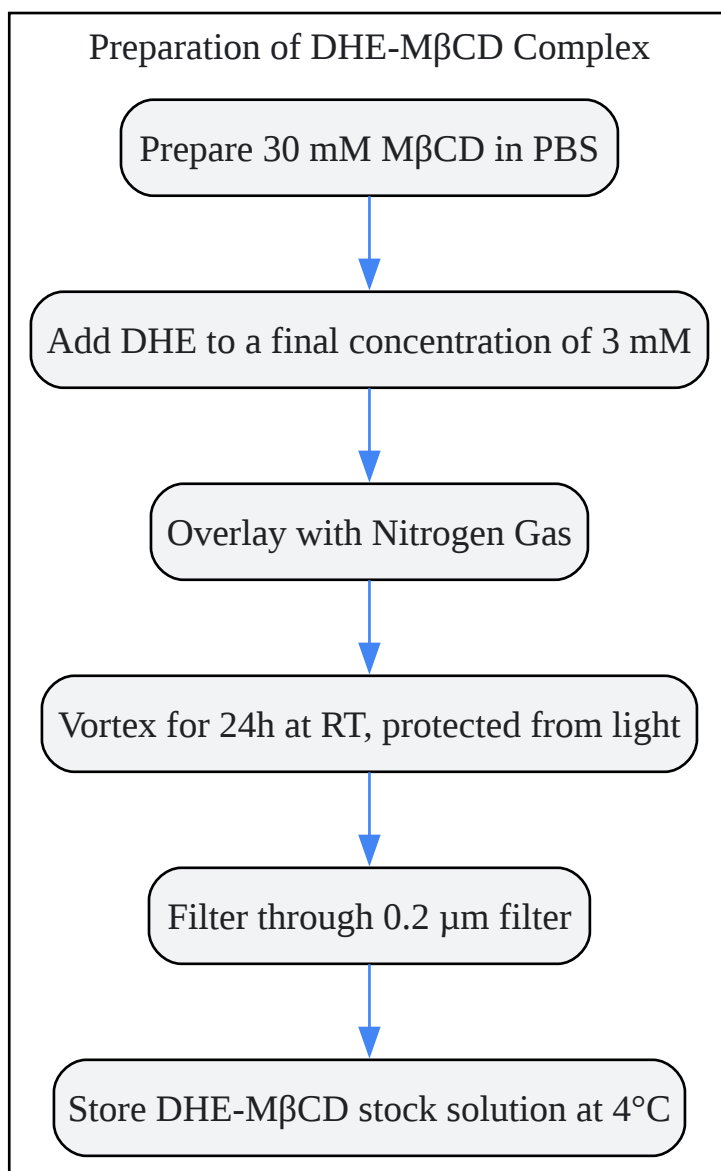 Preparation of DHE-MβCD Complex
Prepare 30 mM MβCD in PBS
Add DHE to a final concentration of 3 mM
Overlay with Nitrogen Gas
Vortex for 24h at RT, protected from light
Filter through 0.2 µm filter
Store DHE-MβCD stock solution at 4°C